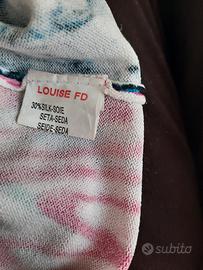 LOUISE FD
30%SILK-SOIE
SETA-SEDA
SEIDE-SEDA
subito